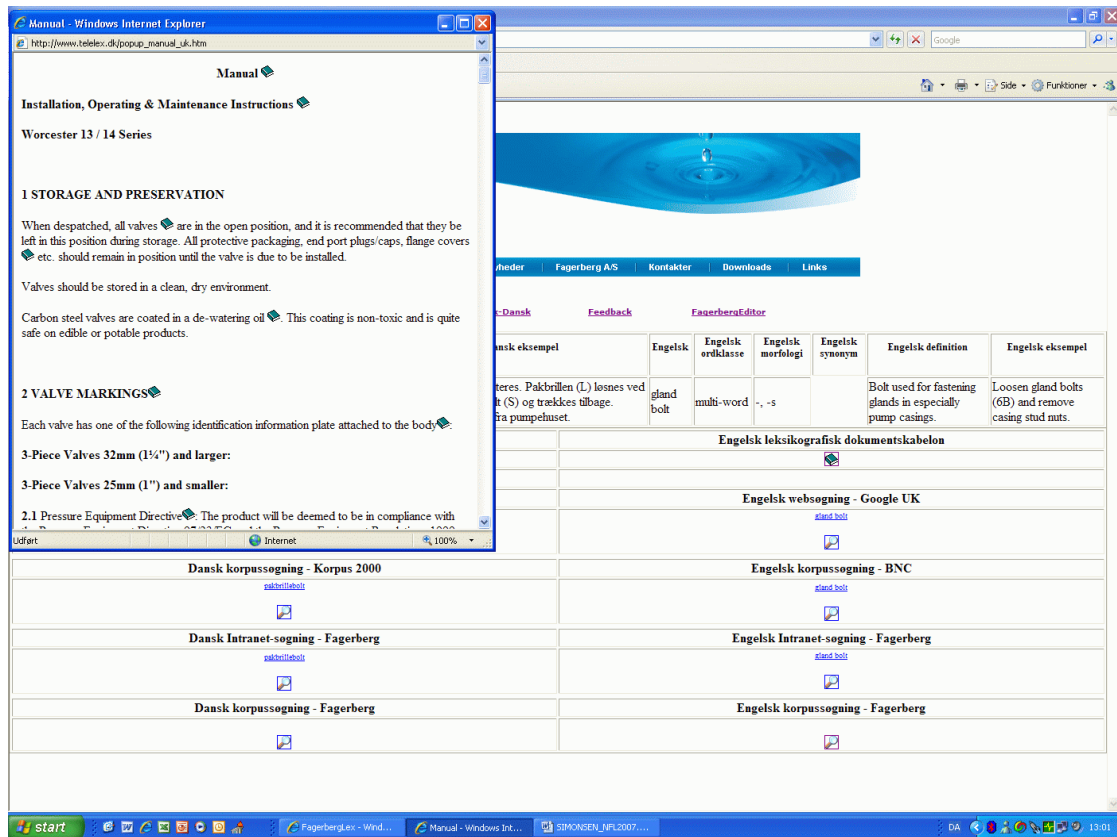 Manual - Windows Internet Explorer
http://www.telelex.dk/popup_manual_uk.htm
Manual
Installation, Operating & Maintenance Instructions
Worcester 13 / 14 Series
1 STORAGE AND PRESERVATION
When despatched, all valves are in the open position, and it is recommended that they be
left in this position during storage. All protective packaging, end port plugs/caps, flange covers
etc. should remain in position until the valve is due to be installed.
Valves should be stored in a clean, dry environment.
Carbon steel valves are coated in a de-watering oil . This coating is non-toxic and is quite
safe on edible or potable products.
2 VALVE MARKINGS
Each valve has one of the following identification information plate attached to the body :
3-Piece Valves 32mm (1¼") and larger:
3-Piece Valves 25mm (1") and smaller:
2.1 Pressure Equipment Directive : The product will be deemed to be in compliance with
Udført
Internet
100%
Google
Side
Funktioner
Fagerberg A/S
Kontakter
Downloads
Links
Feedback
FagerbergEditor
Engelsk
Engelsk ordklasse
Engelsk morfologi
Engelsk synonym
Engelsk definition
Engelsk eksempel
Pakbrillen (L) løsnes ved
(S) og trækkes tilbage.
fra pumpehuset.
gland bolt
multi-word
-, -s
Bolt used for fastening
glands in especially
pump casings.
Loosen gland bolts
(6B) and remove
casing stud nuts.
Engelsk leksikografisk dokumentskabelon
Engelsk websøgning - Google UK
gland bolt
Dansk korpussøgning - Korpus 2000
Engelsk korpussøgning - BNC
pakbrillebolt
gland bolt
Dansk Intranet-søgning - Fagerberg
Engelsk Intranet-søgning - Fagerberg
pakbrillebolt
gland bolt
Dansk korpussøgning - Fagerberg
Engelsk korpussøgning - Fagerberg
start
FagerbergLex - Wind...
Manual - Windows Int...
SIMONSEN_NFL2007....
DA
13:01